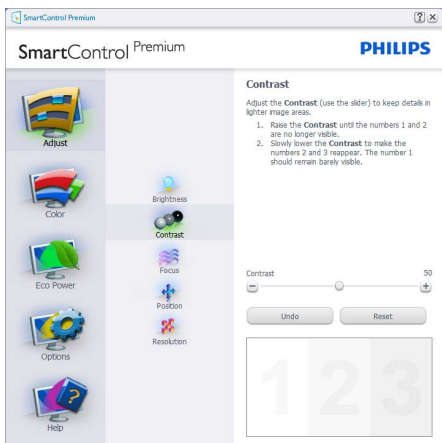 SmartControl Premium
SmartControl Premium
PHILIPS
Adjust
Color
Eco Power
Options
Help
Brightness
Contrast
Focus
Position
Resolution
Contrast
Adjust the Contrast (use the slider) to keep details in
lighter image areas.
1. Raise the Contrast until the numbers 1 and 2
are no longer visible.
2. Slowly lower the Contrast to make the
numbers 2 and 3 reappear. The number 1
should remain barely visible.
Contrast 50
Undo Reset
1 2 3